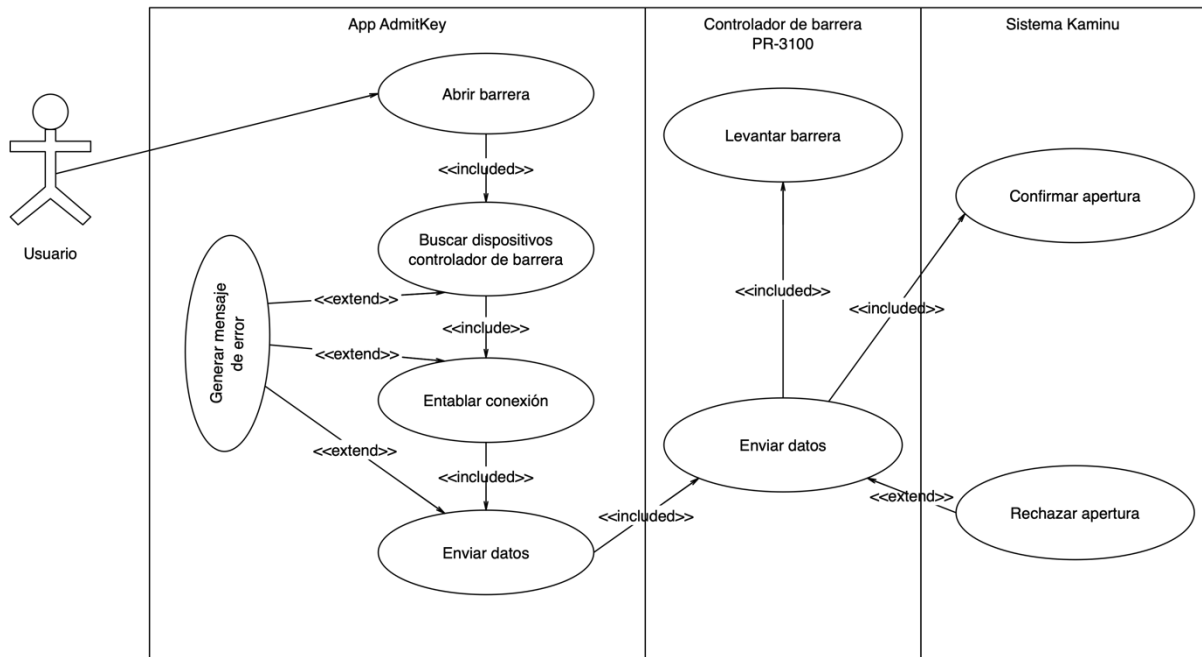 App AdmitKey
Controlador de barrera
PR-3100
Sistema Kaminu
Usuario
Abrir barrera
<<included>>
Buscar dispositivos
controlador de barrera
<<extend>>
<<include>>
Generar mensaje
de error
<<extend>>
Entablar conexión
<<extend>>
<<included>>
Enviar datos
<<included>>
Levantar barrera
<<included>>
Enviar datos
Confirmar apertura
<<included>>
<<extend>>
Rechazar apertura